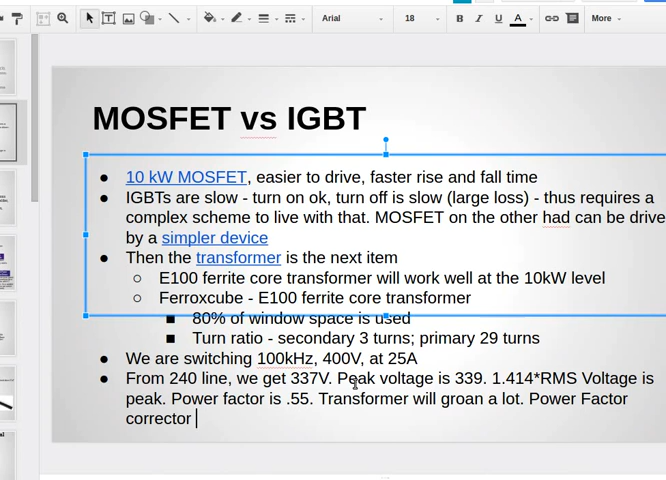 Arial 18 B I U A More
MOSFET vs IGBT
10 kW MOSFET, easier to drive, faster rise and fall time
IGBTs are slow - turn on ok, turn off is slow (large loss) - thus requires a
complex scheme to live with that. MOSFET on the other had can be drive
by a simpler device
Then the transformer is the next item
E100 ferrite core transformer will work well at the 10kW level
Ferroxcube - E100 ferrite core transformer
80% of window space is used
Turn ratio - secondary 3 turns; primary 29 turns
We are switching 100kHz, 400V, at 25A
From 240 line, we get 337V. Peak voltage is 339. 1.414*RMS Voltage is
peak. Power factor is .55. Transformer will groan a lot. Power Factor
corrector